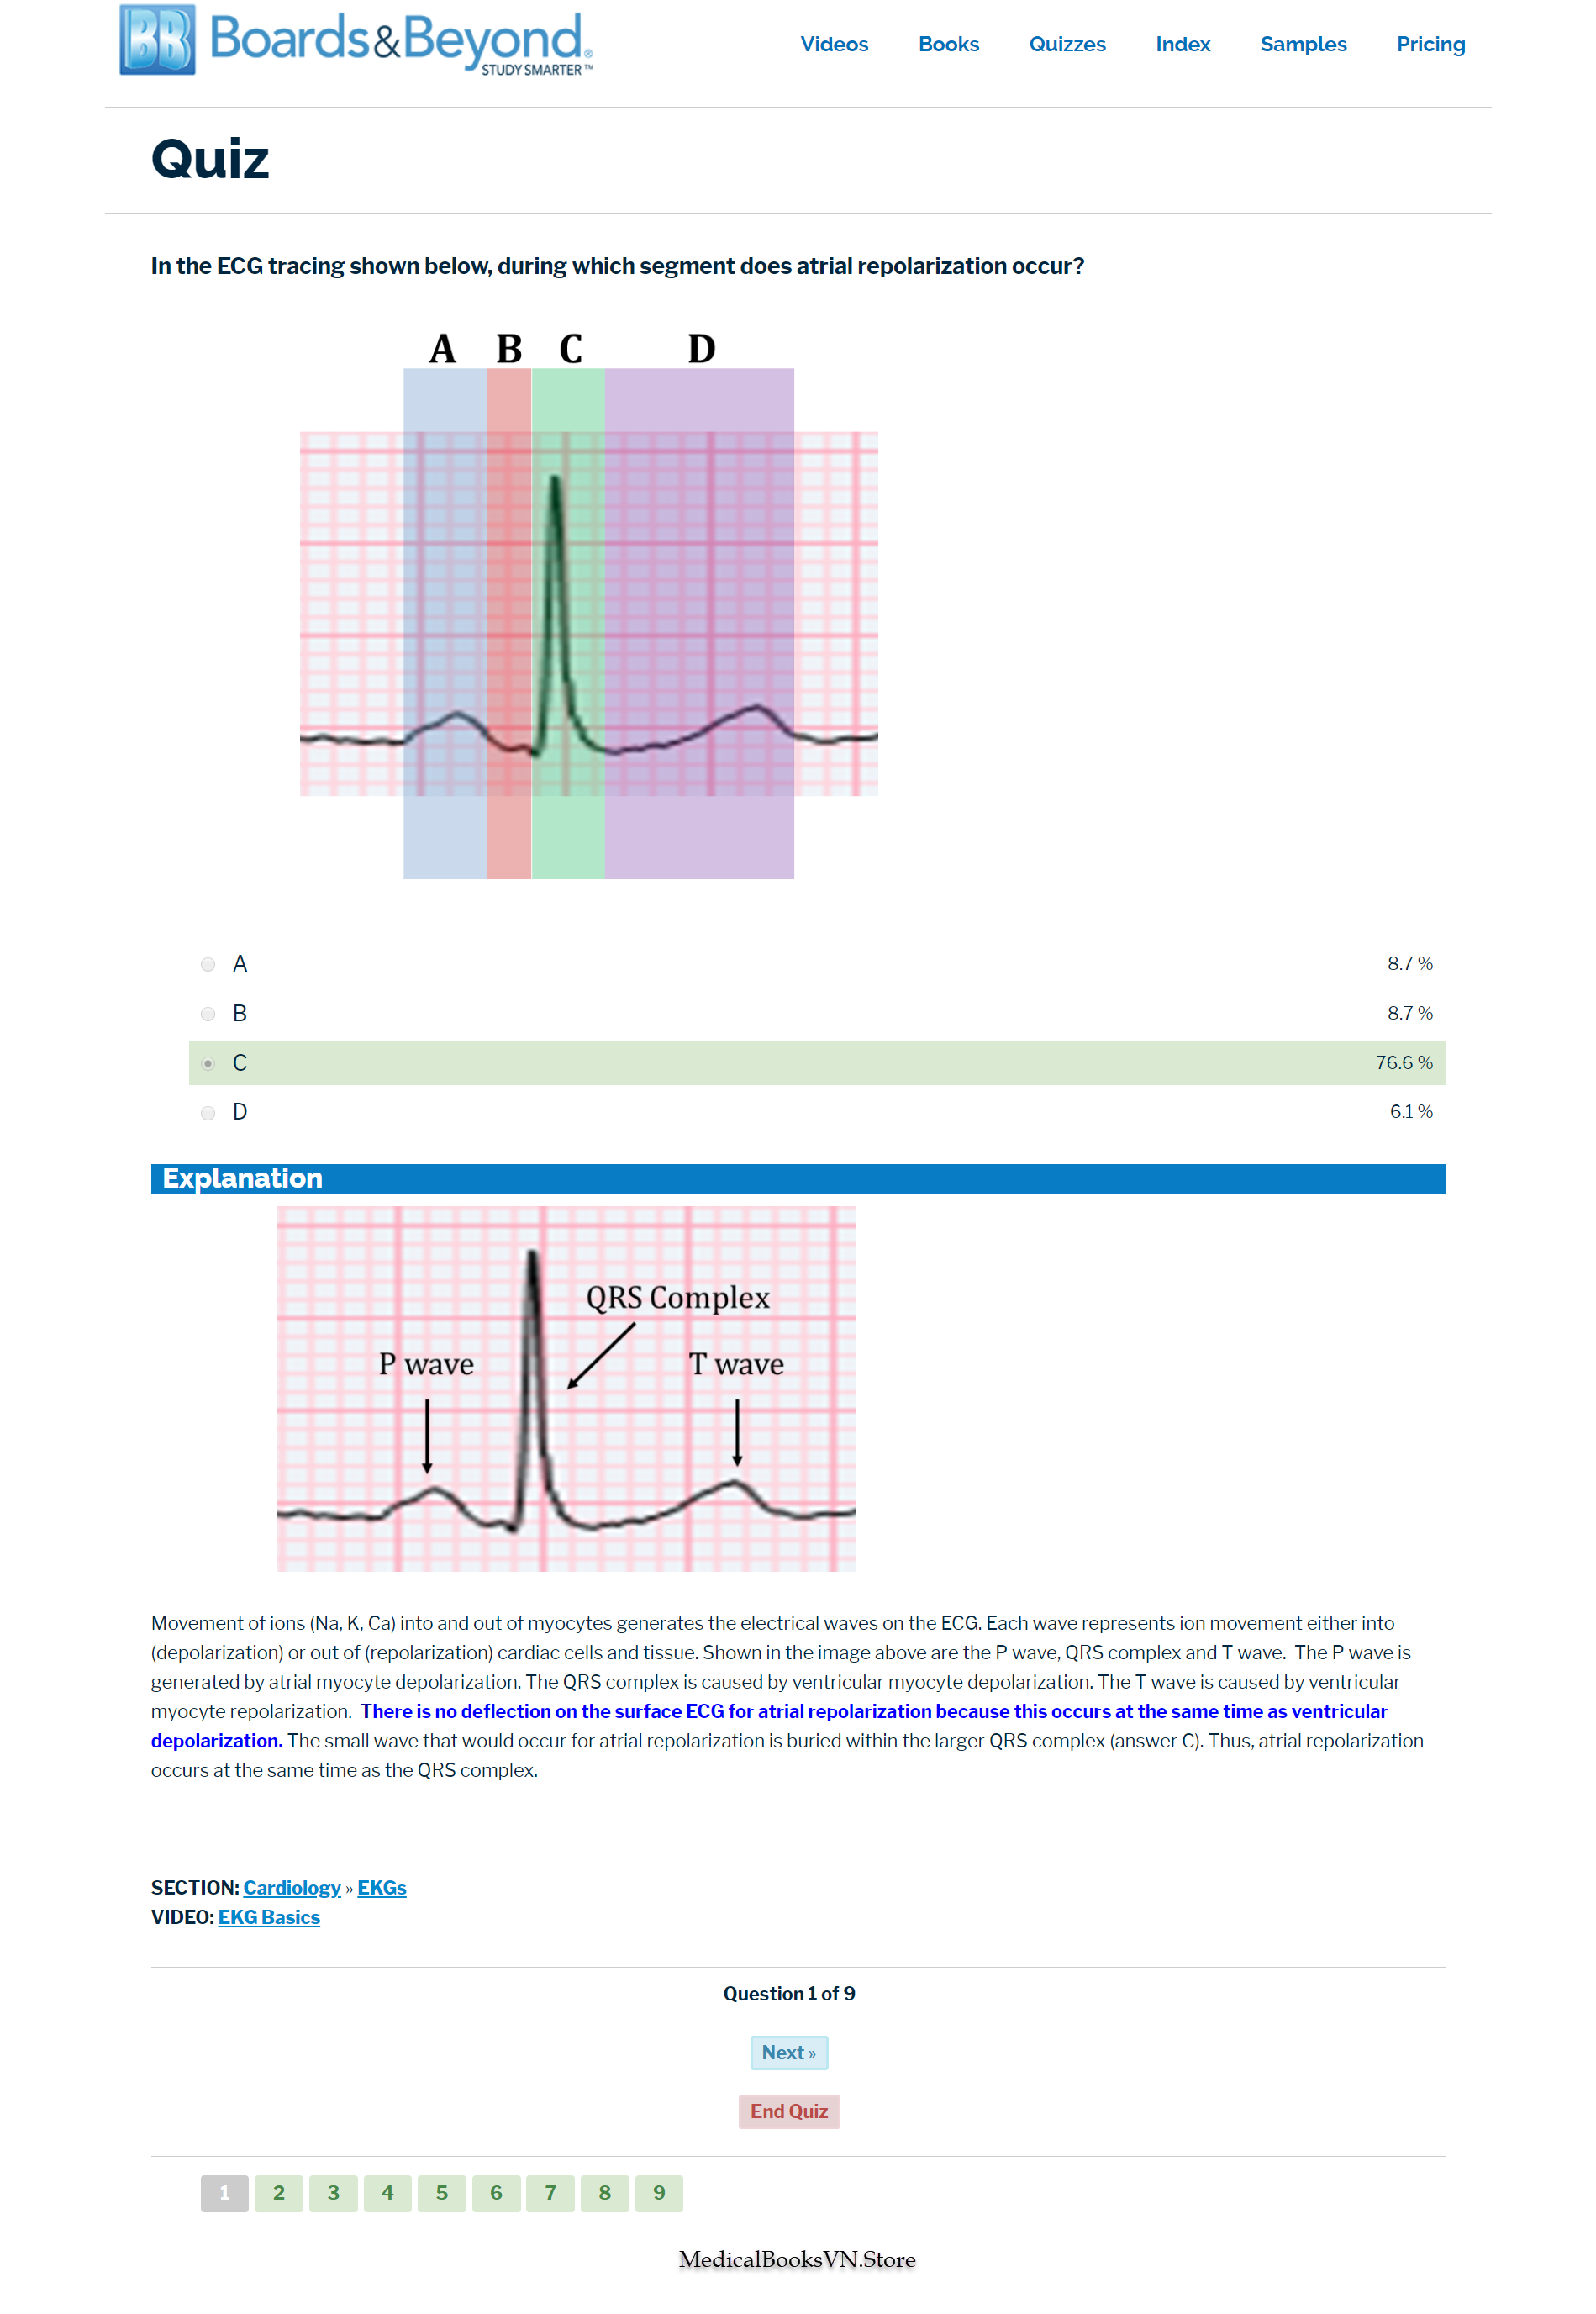 BB Boards&Beyond®
STUDY SMARTER™
Videos Books Quizzes Index Samples Pricing
Quiz
In the ECG tracing shown below, during which segment does atrial repolarization occur?
A B C D
A 8.7 %
B 8.7 %
C 76.6 %
D 6.1 %
Explanation
QRS Complex
P wave T wave
Movement of ions (Na, K, Ca) into and out of myocytes generates the electrical waves on the ECG. Each wave represents ion movement either into
(depolarization) or out of (repolarization) cardiac cells and tissue. Shown in the image above are the P wave, QRS complex and T wave.  The P wave is
generated by atrial myocyte depolarization. The QRS complex is caused by ventricular myocyte depolarization. The T wave is caused by ventricular
myocyte repolarization.  There is no deflection on the surface ECG for atrial repolarization because this occurs at the same time as ventricular
depolarization. The small wave that would occur for atrial repolarization is buried within the larger QRS complex (answer C). Thus, atrial repolarization
occurs at the same time as the QRS complex.
SECTION: Cardiology » EKGs
VIDEO: EKG Basics
Question 1 of 9
Next »
End Quiz
1 2 3 4 5 6 7 8 9
MedicalBooksVN.Store